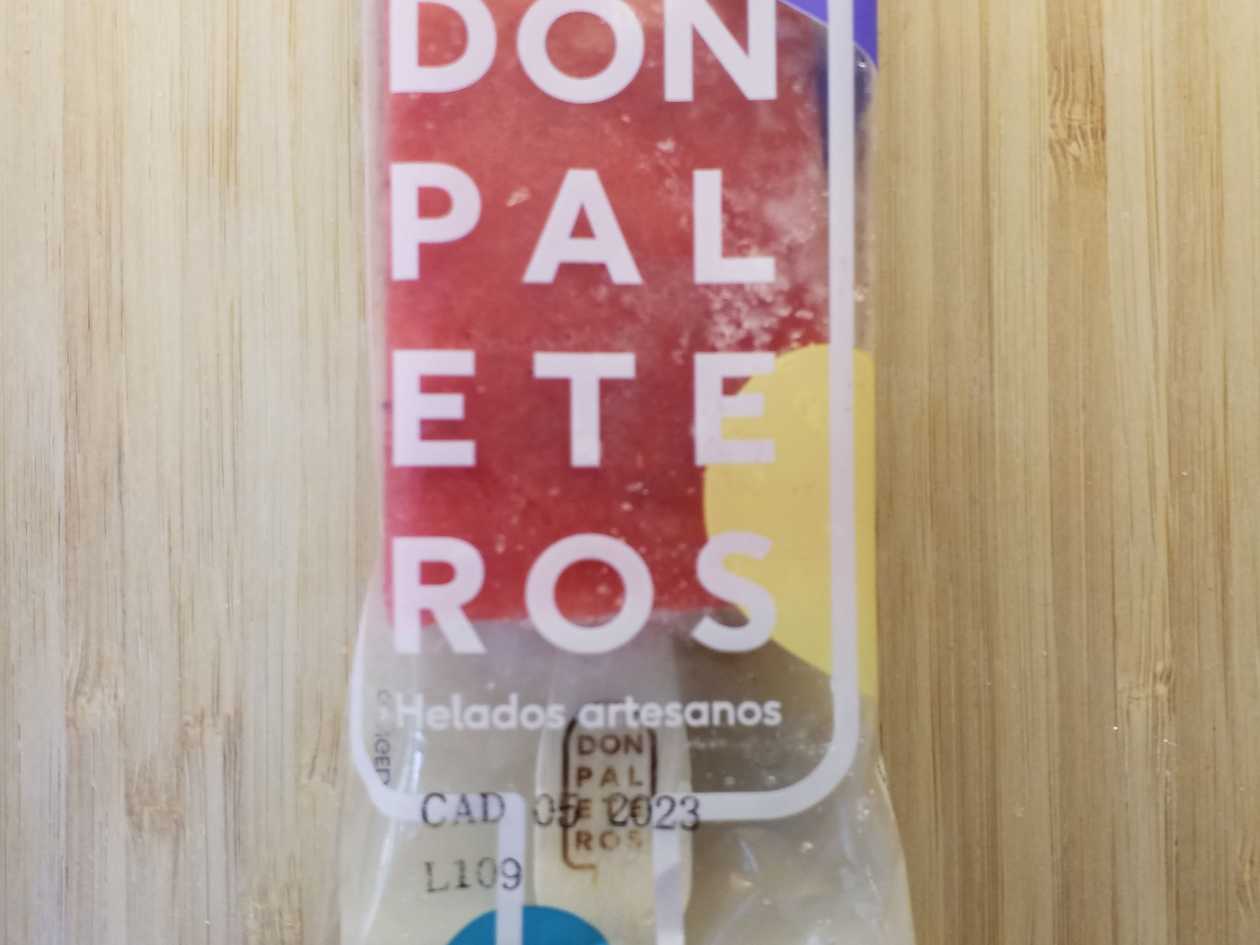 DON
PAL
ETE
ROS
Helados artesanos
DON
PAL
ETE
ROS
CAD 05 2023
L109